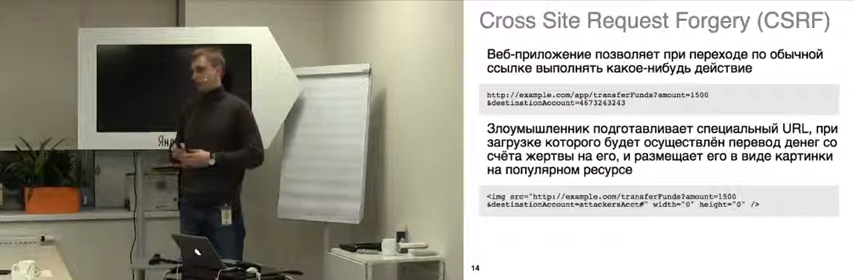 Cross Site Request Forgery (CSRF)
Веб-приложение позволяет при переходе по обычной
ссылке выполнять какое-нибудь действие
http://example.com/app/transferFunds?amount=1500
&destinationAccount=4673243243
Злоумышленник подготавливает специальный URL, при
загрузке которого будет осуществлён перевод денег со
счёта жертвы на его, и размещает его в виде картинки
на популярном ресурсе
<img src="http://example.com/transferFunds?amount=1500
&destinationAccount=attackersAcct#" width="0" height="0" />
14